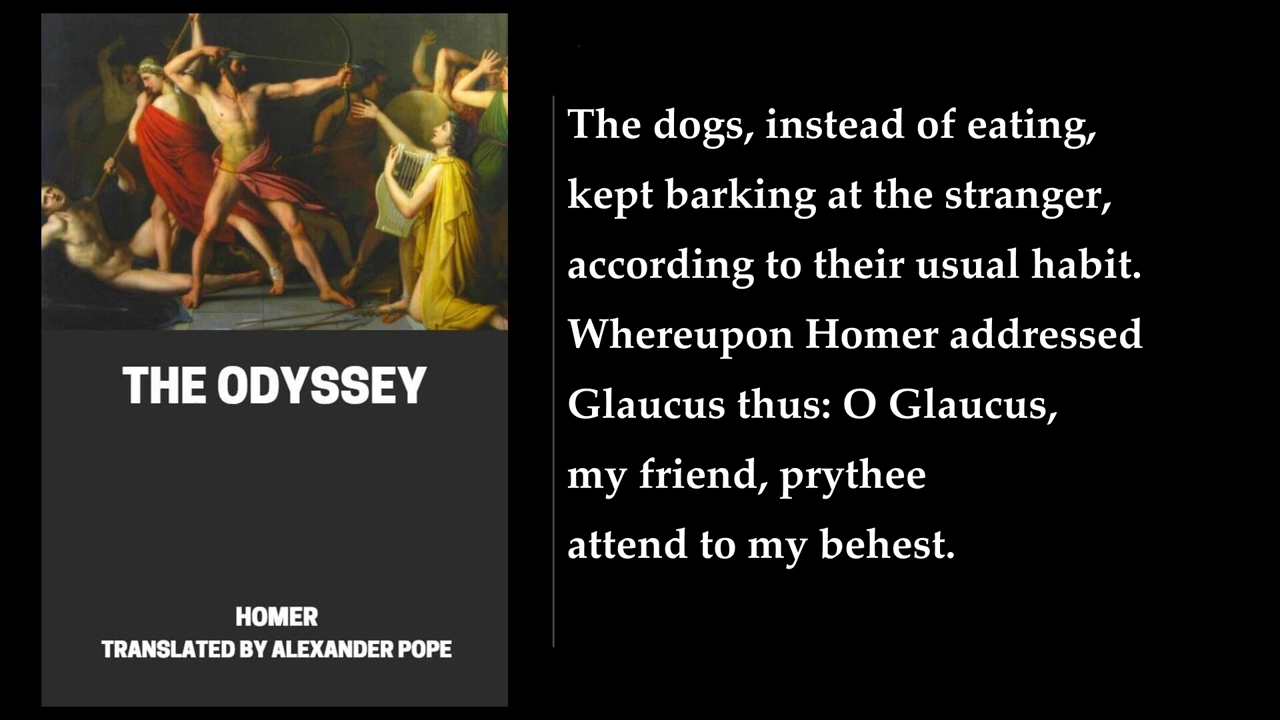 THE ODYSSEY
HOMER
TRANSLATED BY ALEXANDER POPE
The dogs, instead of eating,
kept barking at the stranger,
according to their usual habit.
Whereupon Homer addressed
Glaucus thus: O Glaucus,
my friend, prythee
attend to my behest.